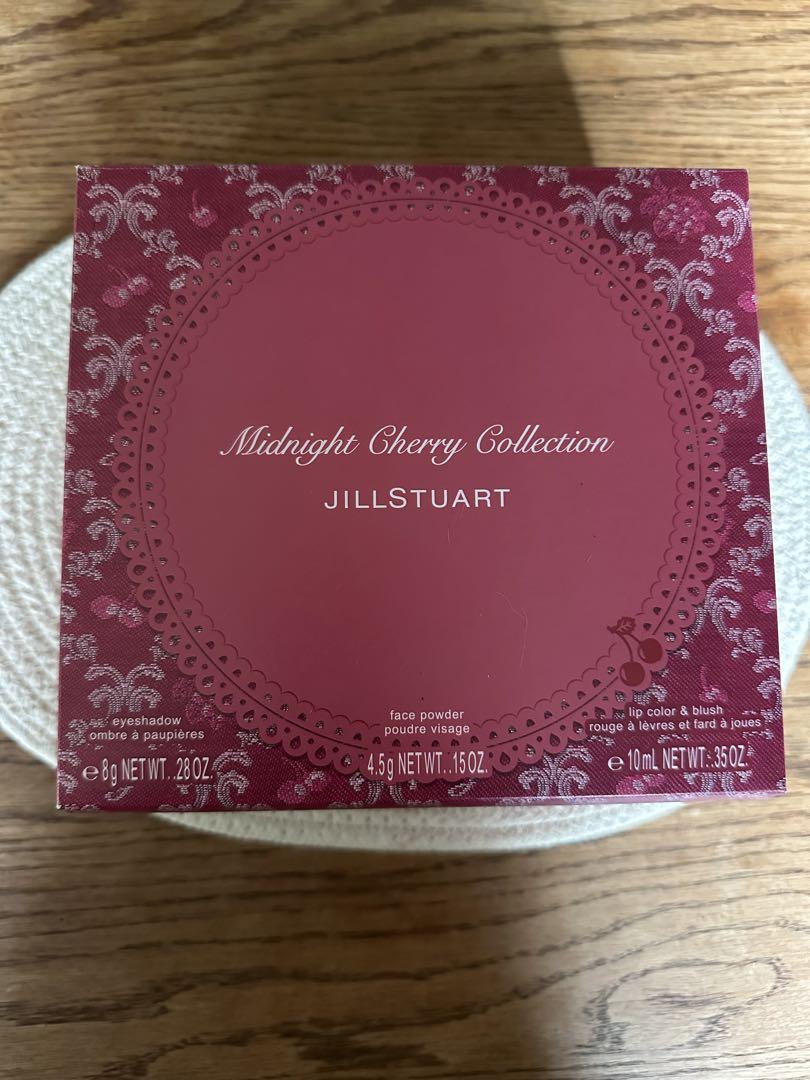 Midnight Cherry Collection
JILLSTUART
eyeshadow
ombre à paupières
℮8g NET WT. .28 OZ.
face powder
poudre visage
4.5g NET WT. .15 OZ.
lip color & blush
rouge à lèvres et fard à joues
℮10mL NET WT. .35 OZ.